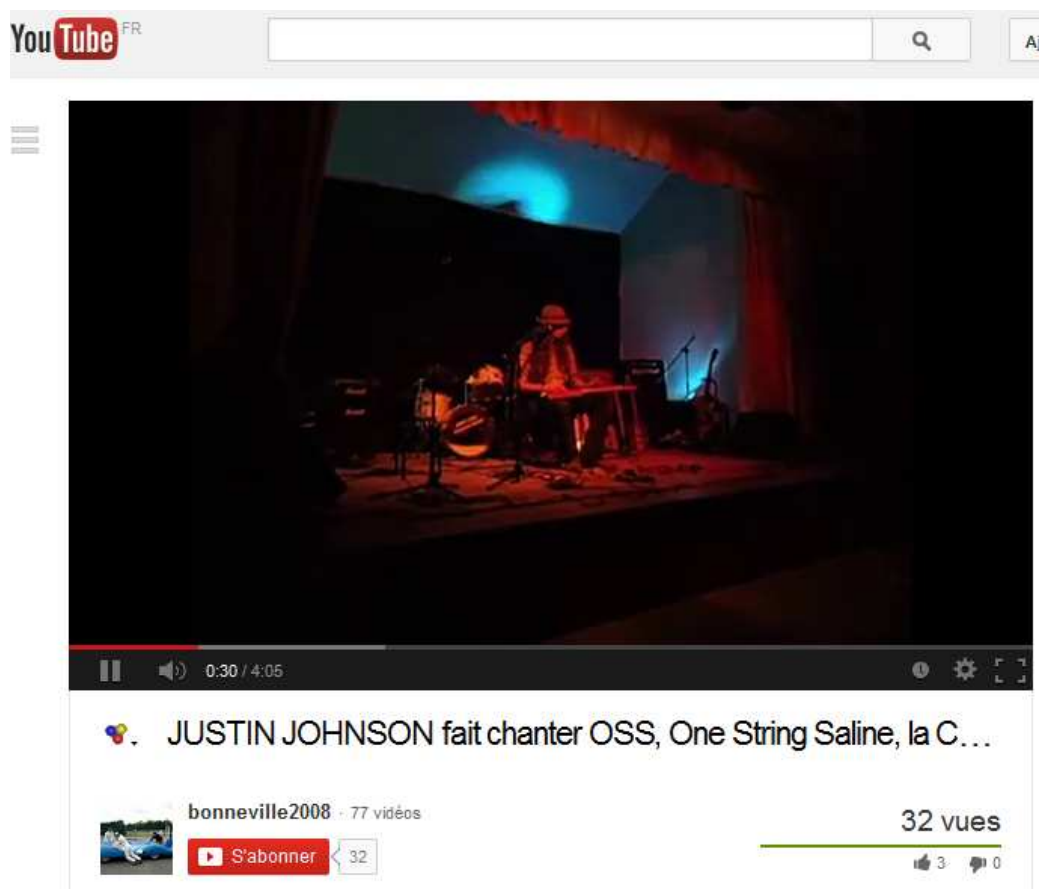 YouTube FR
Aj
0:30 / 4:05
JUSTIN JOHNSON fait chanter OSS, One String Saline, la C...
bonneville2008 · 77 vidéos
32 vues
S'abonner 32
3 0